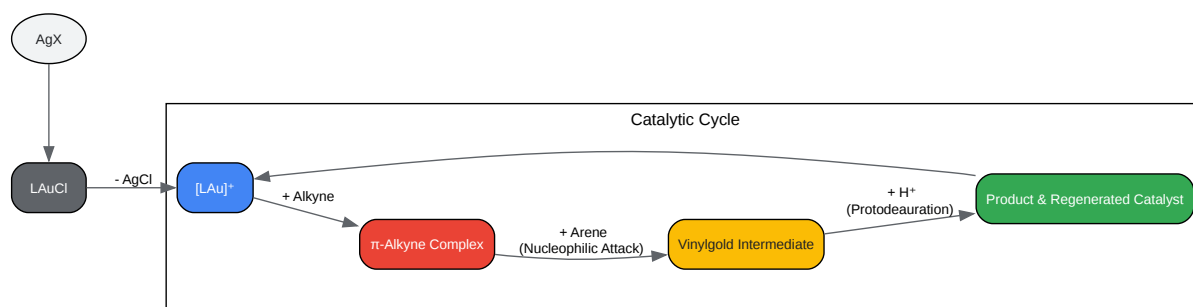 AgX
Catalytic Cycle
LAuCl
- AgCl
[LAu]⁺
+ Alkyne
π-Alkyne Complex
+ Arene
(Nucleophilic Attack)
Vinylgold Intermediate
+ H⁺
(Protodeauration)
Product & Regenerated Catalyst